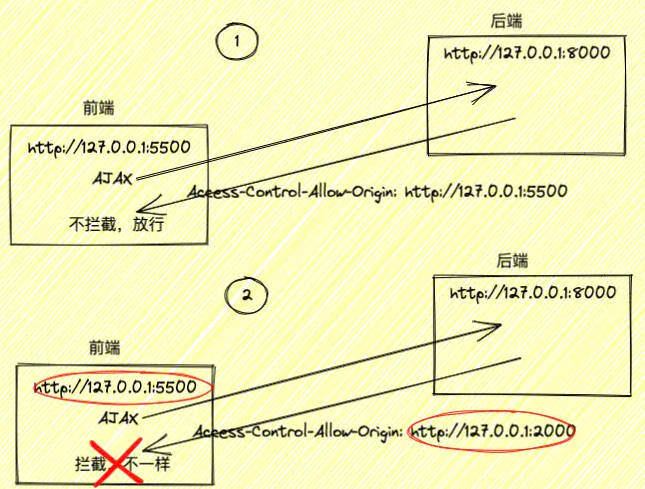 1
后端
http://127.0.0.1:8000
前端
http://127.0.0.1:5500
AJAX
Access-Control-Allow-Origin: http://127.0.0.1:5500
不拦截，放行
2
后端
http://127.0.0.1:8000
前端
http://127.0.0.1:5500
AJAX
Access-Control-Allow-Origin: http://127.0.0.1:2000
拦截，不一样